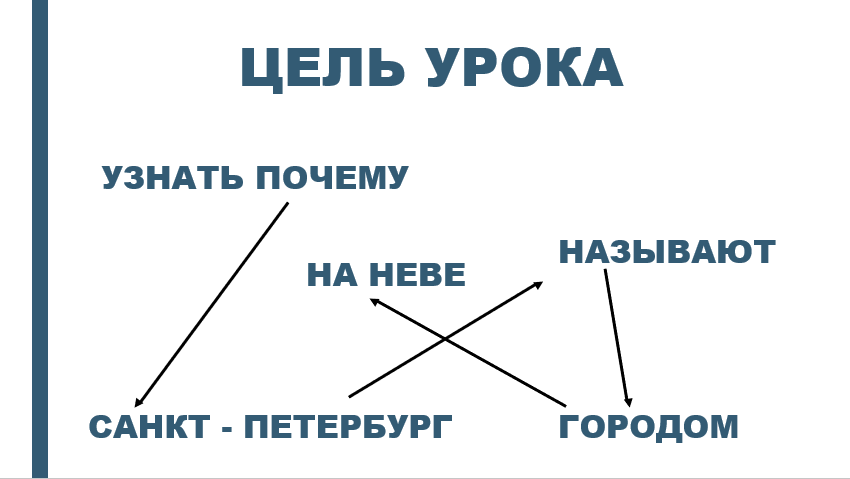 ЦЕЛЬ УРОКА
УЗНАТЬ ПОЧЕМУ
НАЗЫВАЮТ
НА НЕВЕ
САНКТ - ПЕТЕРБУРГ
ГОРОДОМ